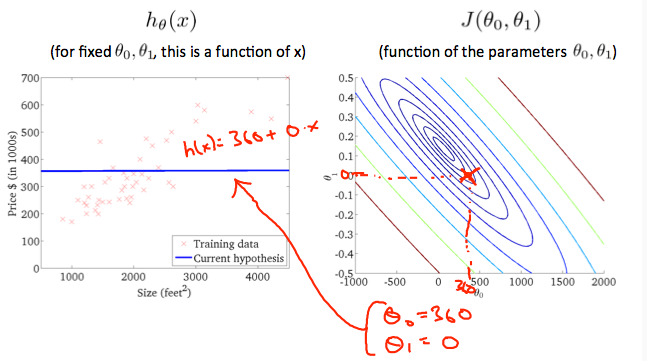 hθ(x)
(for fixed θ₀, θ₁, this is a function of x)
700
600
500
400
300
200
100
0
Price $ (in 1000s)
1000
2000
3000
4000
Size (feet²)
h(x) = 360 + 0·x
Training data
Current hypothesis
J(θ₀, θ₁)
(function of the parameters θ₀, θ₁)
0.5
0.4
0.3
0.2
0.1
0
-0.1
-0.2
-0.3
-0.4
-0.5
θ₁
-1000
-500
0
500
1000
1500
2000
360
θ₀
θ₀ = 360
θ₁ = 0